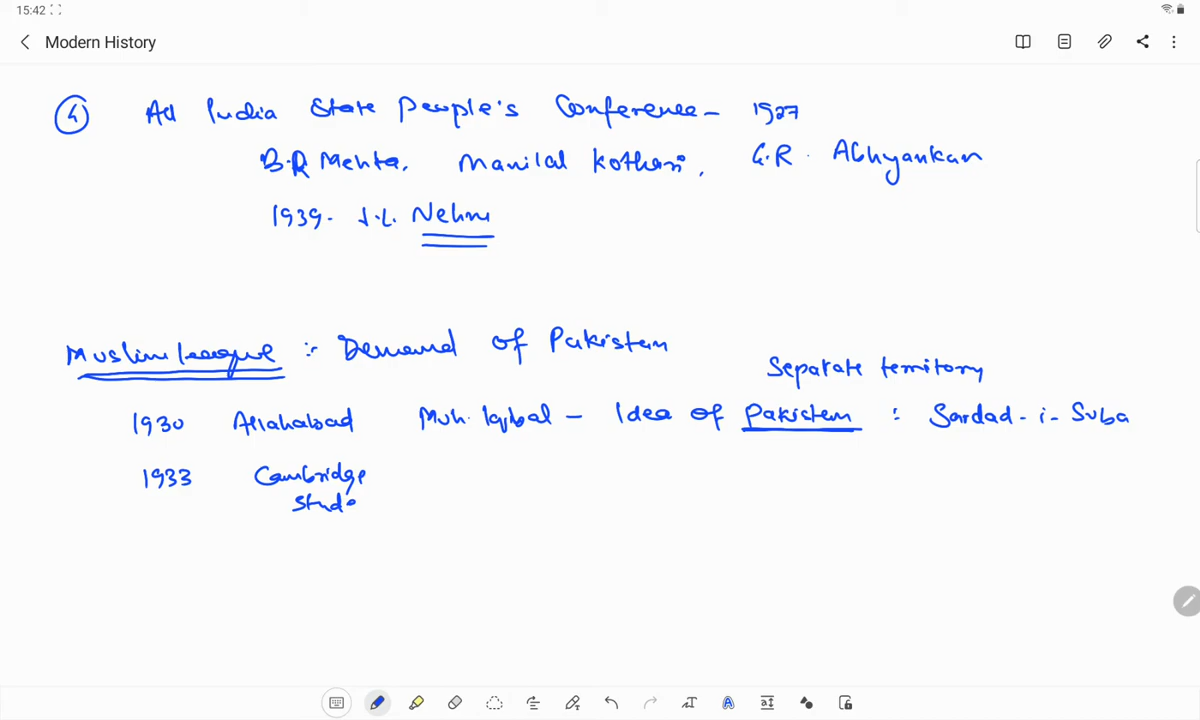 15:42
Modern History
4 All India State People's Conference - 1927
B.R Mehta, Manilal Kothari, G.R. Abhyankar
1939- J.L. Nehru
Muslim league :- Demand of Pakistan
Separate territory
1930 Allahabad Muh. Iqbal - Idea of Pakistan : Sardad-i-Suba
1933 Cambridge
Stude